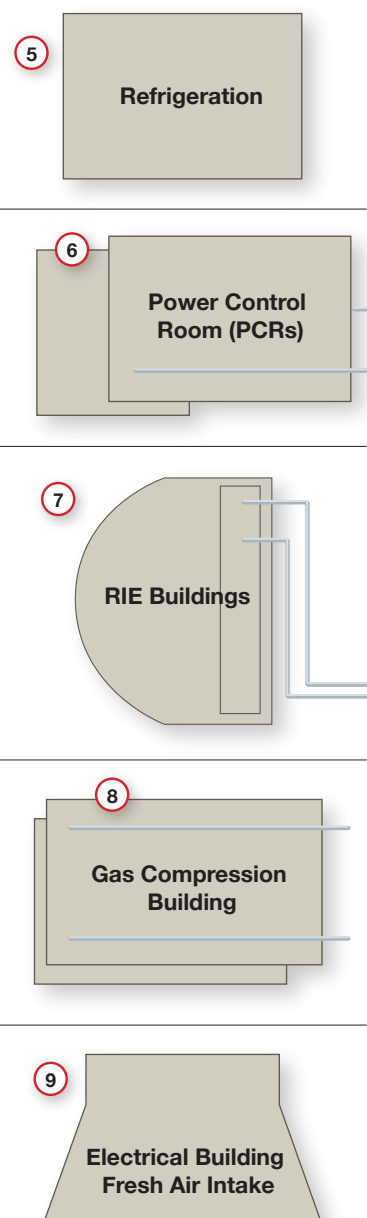 5
Refrigeration
6
Power Control
Room (PCRs)
7
RIE Buildings
8
Gas Compression
Building
9
Electrical Building
Fresh Air Intake